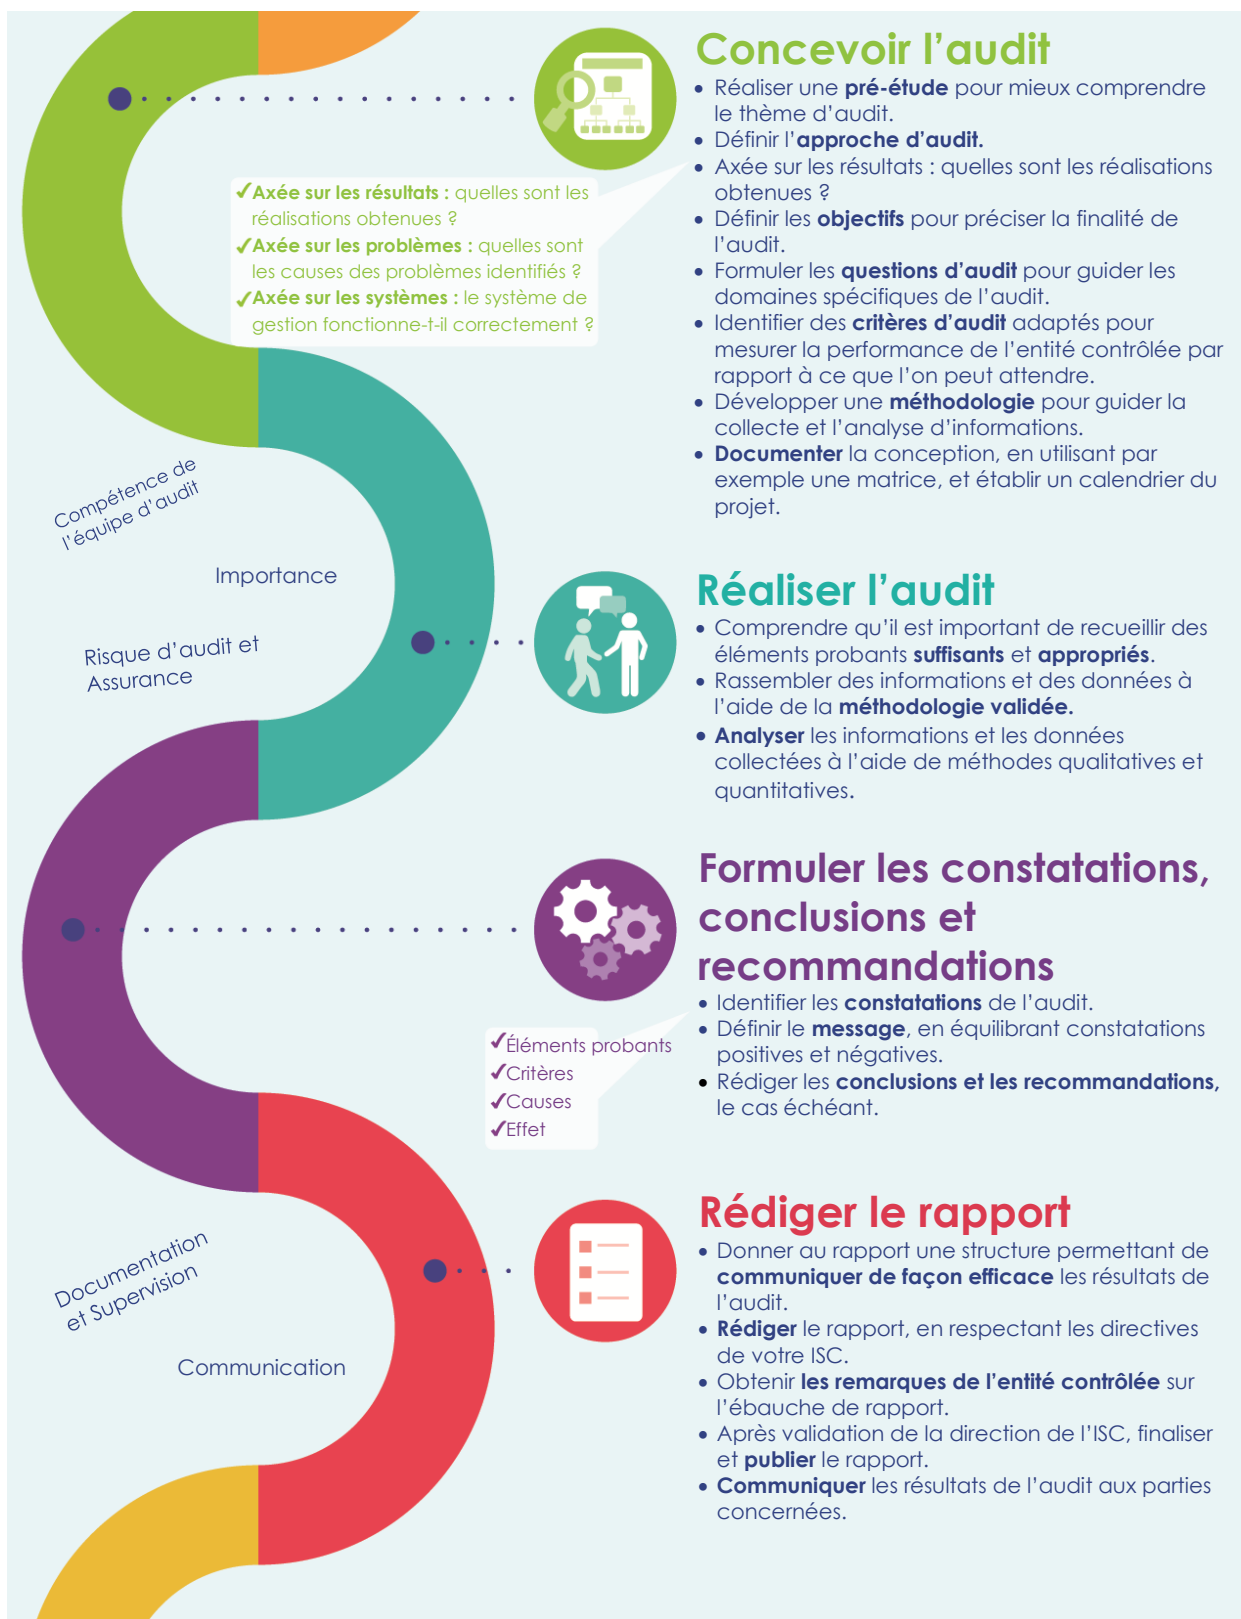 Concevoir l’audit
• Réaliser une pré-étude pour mieux comprendre
le thème d’audit.
• Définir l’approche d’audit.
• Axée sur les résultats : quelles sont les réalisations
obtenues ?
• Définir les objectifs pour préciser la finalité de
l’audit.
• Formuler les questions d’audit pour guider les
domaines spécifiques de l’audit.
• Identifier des critères d’audit adaptés pour
mesurer la performance de l’entité contrôlée par
rapport à ce que l’on peut attendre.
• Développer une méthodologie pour guider la
collecte et l’analyse d’informations.
• Documenter la conception, en utilisant par
exemple une matrice, et établir un calendrier du
projet.
✓Axée sur les résultats : quelles sont les
réalisations obtenues ?
✓Axée sur les problèmes : quelles sont
les causes des problèmes identifiés ?
✓Axée sur les systèmes : le système de
gestion fonctionne-t-il correctement ?
Compétence de
l’équipe d’audit
Importance
Risque d’audit et
Assurance
Réaliser l’audit
• Comprendre qu’il est important de recueillir des
éléments probants suffisants et appropriés.
• Rassembler des informations et des données à
l’aide de la méthodologie validée.
• Analyser les informations et les données
collectées à l’aide de méthodes qualitatives et
quantitatives.
Formuler les constatations,
conclusions et
recommandations
• Identifier les constatations de l’audit.
• Définir le message, en équilibrant constatations
positives et négatives.
• Rédiger les conclusions et les recommandations,
le cas échéant.
✓Éléments probants
✓Critères
✓Causes
✓Effet
Documentation
et Supervision
Communication
Rédiger le rapport
• Donner au rapport une structure permettant de
communiquer de façon efficace les résultats de
l’audit.
• Rédiger le rapport, en respectant les directives
de votre ISC.
• Obtenir les remarques de l’entité contrôlée sur
l’ébauche de rapport.
• Après validation de la direction de l’ISC, finaliser
et publier le rapport.
• Communiquer les résultats de l’audit aux parties
concernées.